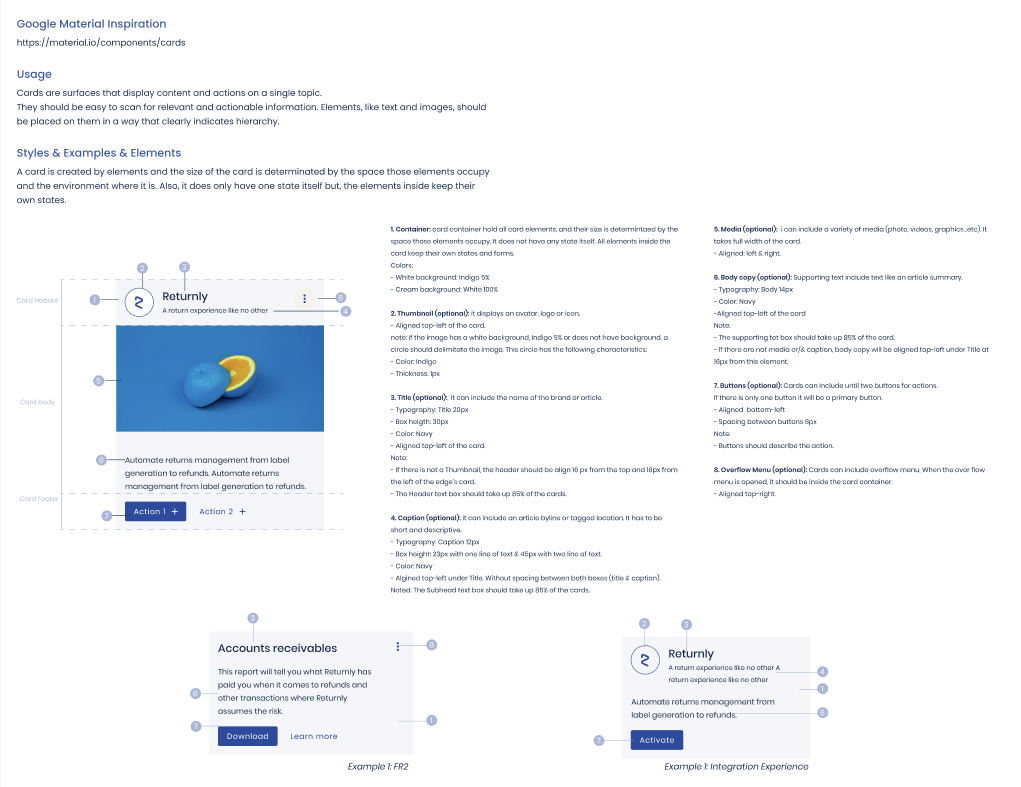 Google Material Inspiration
https://material.io/components/cards
Usage
Cards are surfaces that display content and actions on a single topic.
They should be easy to scan for relevant and actionable information. Elements, like text and images, should
be placed on them in a way that clearly indicates hierarchy.
Styles & Examples & Elements
A card is created by elements and the size of the card is determinated by the space those elements occupy
and the environment where it is. Also, it does only have one state itself but, the elements inside keep their
own states.
Card Header
Card body
Card Footer
1
2
3
Returnly
A return experience like no other
4
5
Automate returns management from label
generation to refunds. Automate returns
management from label generation to refunds.
7
Action 1 +
Action 2 +
1. Container: card container hold all card elements, and their size is determintaed by the
space those elements occupy. It does not have any state itself. All elements inside the
card keep their own states and forms.
Colors:
- White background: Indigo 5%
- Cream background: White 100%
2. Thumbnail (optional): it displays an avatar, logo or icon.
- Aligned top-left of the card.
note: if the image has a white background, Indigo 5% or does not have background, a
circle should delimitate the image. This circle has the following charocteristics:
- Color: Indigo
- Thickness: 1px
3. Title (optional): it can include the name of the brand or article.
- Typography: Title 20px
- Box heigth: 30px
- Color: Navy
- Aligned top-left of the card.
Note:
- If there is not a Thumbnail, the header should be align 16 px from the top and 16px from
the left of the edge's card.
- The Header text box should take up 85% of the cards.
4. Caption (optional): it can include an article byline or tagged location. It has to be
short and descriptive.
- Typography: Caption 12px
- Box height: 23px with one line of text & 45px with two line of text.
- Color: Navy
- Algined top-left under Title. Without spacing between both boxes (title & caption).
Noted: The Subhead text box should take up 85% of the cards.
5. Media (optional): i can include a variety of media (photo, videos, graphics..etc). It
takes full width of the card.
- Aligned: left & right.
6. Body copy (optional): Supporting text include text like an article summary.
- Typography: Body 14px
- Color: Navy
-Aligned top-left of the card
Note:
- The supporting txt box should take up 85% of the card.
- If there are not media or/& caption, body copy will be aligned top-left under Title at
16px from this element.
7. Buttons (optional): Cards can include until two buttons for actions.
If there is only one button it will be a primary button.
- Aligned bottom-left
- Spacing between buttons 8px
Note:
- Buttons should describe the action.
8. Overflow Menu (optional): Cards can include overflow menu, When the over flow
menu is opened, it should be inside the card container.
- Aligned top-right.
3
Accounts receivables
This report will tell you what Returnly has
paid you when it comes to refunds and
other transactions where Returnly
assumes the risk.
6
7
1
Download
Learn more
Example 1: FR2
2
3
Returnly
A return experience like no other A
return experience like no other
4
1
Automate returns management from
label generation to refunds.
7
Activate
Example 1: Integration Experience